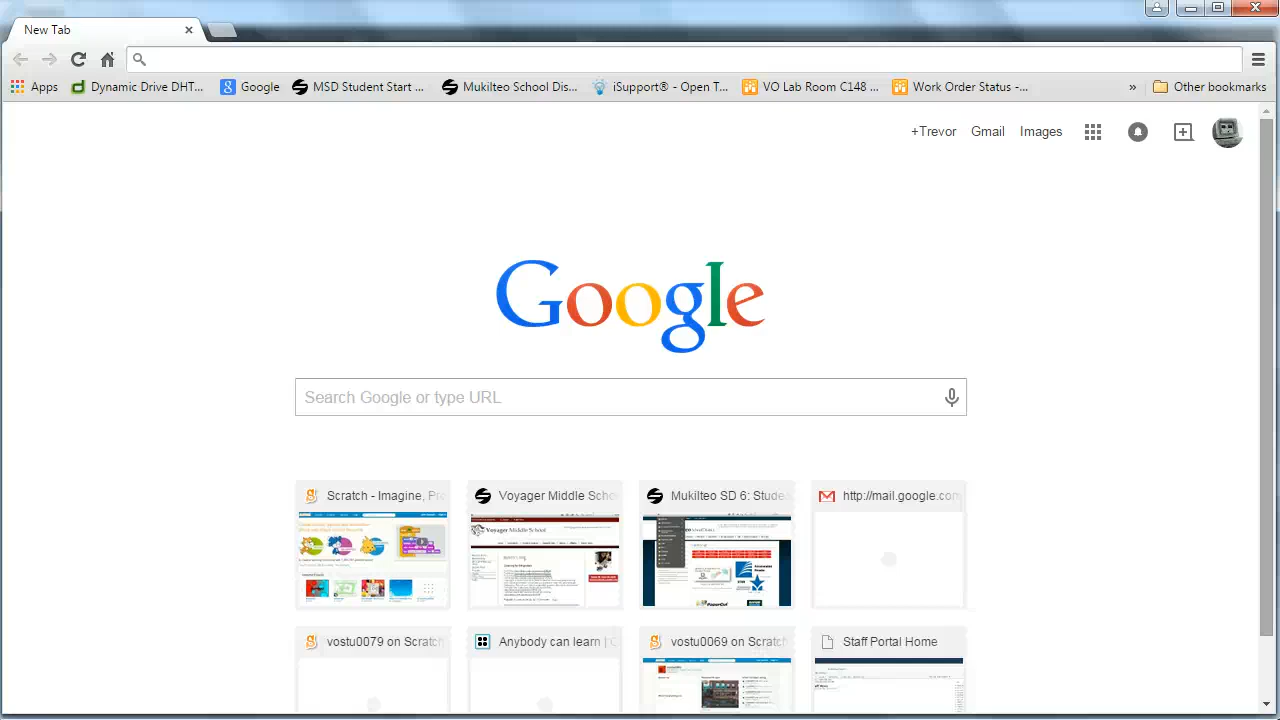 New Tab
Apps Dynamic Drive DHT... Google MSD Student Start ... Mukilteo School Dis... iSupport® - Open T... VO Lab Room C148 ... Work Order Status -... » Other bookmarks
+Trevor Gmail Images
Google
Search Google or type URL
Scratch - Imagine, Pro Voyager Middle Scho Mukilteo SD 6: Stude http://mail.google.com
Voyager Middle School
vostu0079 on Scratch Anybody can learn | C vostu0069 on Scratch Staff Portal Home